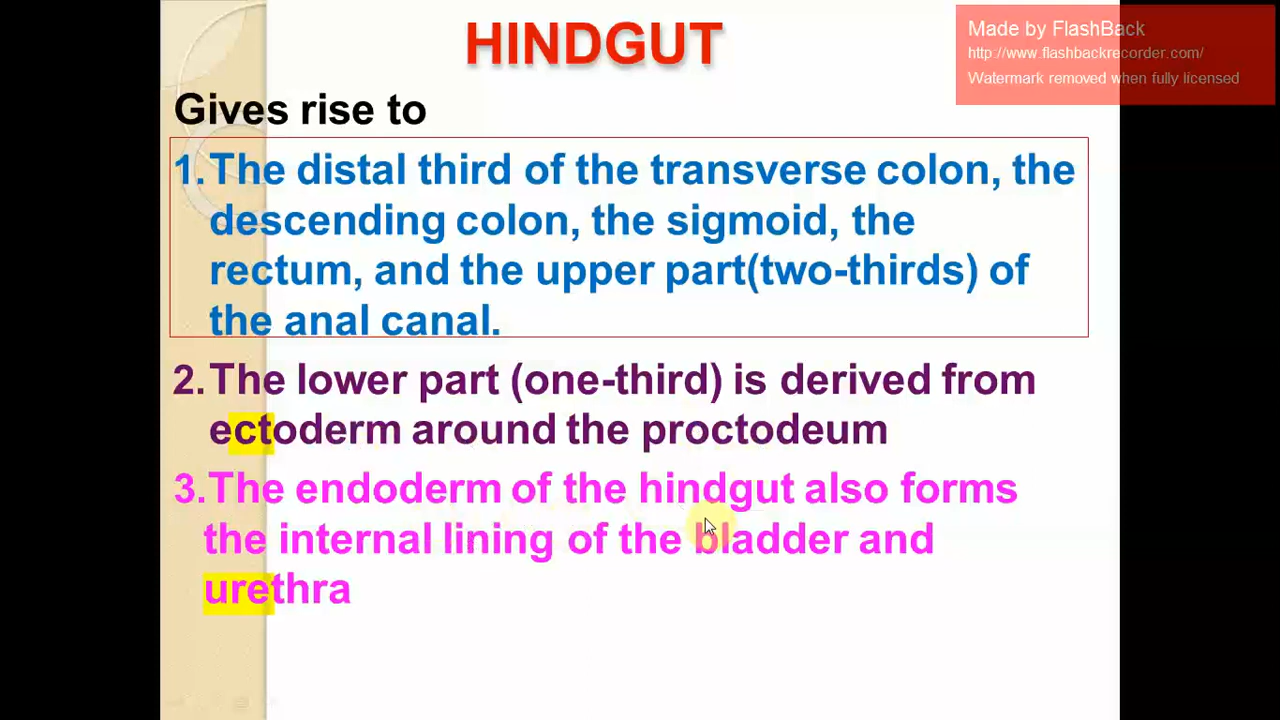 HINDGUT
Made by FlashBack
http://www.flashbackrecorder.com/
Watermark removed when fully licensed
Gives rise to
1.The distal third of the transverse colon, the
descending colon, the sigmoid, the
rectum, and the upper part(two-thirds) of
the anal canal.
2.The lower part (one-third) is derived from
ectoderm around the proctodeum
3.The endoderm of the hindgut also forms
the internal lining of the bladder and
urethra